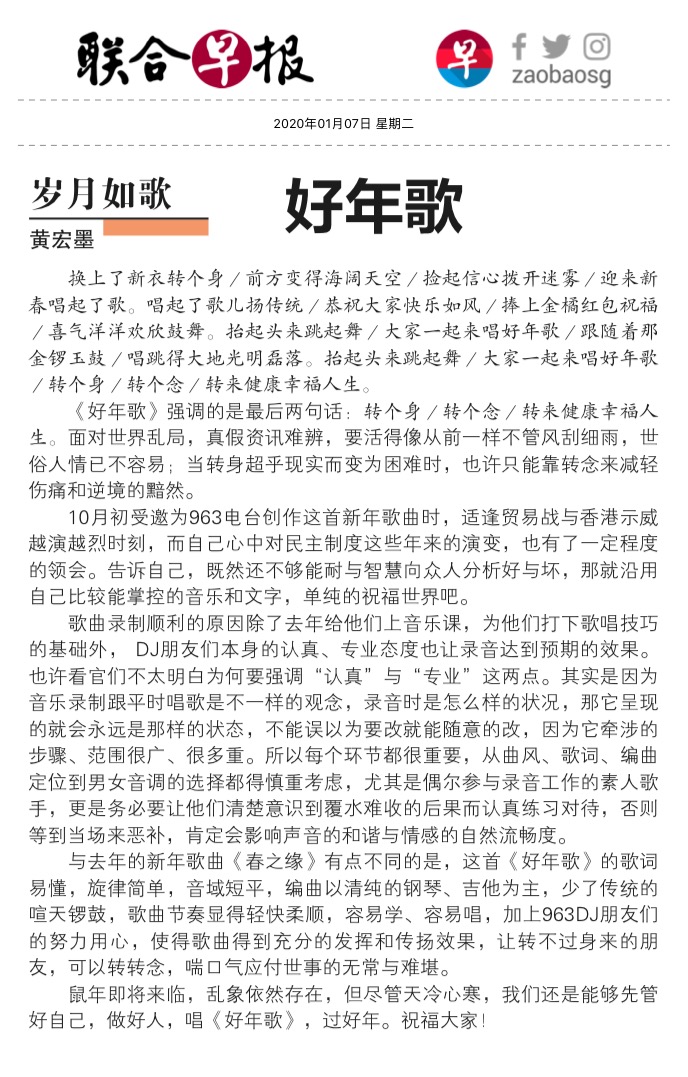 联合早报
早
zaobaosg
2020年01月07日 星期二
岁月如歌
黄宏墨
好年歌
换上了新衣转个身／前方变得海阔天空／捡起信心拨开迷雾／迎来新
春唱起了歌。唱起了歌儿扬传统／恭祝大家快乐如风／捧上金橘红包祝福
／喜气洋洋欢欣鼓舞。抬起头来跳起舞／大家一起来唱好年歌／跟随着那
金锣玉鼓／唱跳得大地光明磊落。抬起头来跳起舞／大家一起来唱好年歌
／转个身／转个念／转来健康幸福人生。
《好年歌》强调的是最后两句话：转个身／转个念／转来健康幸福人
生。面对世界乱局，真假资讯难辨，要活得像从前一样不管风刮细雨，世
俗人情已不容易；当转身超乎现实而变为困难时，也许只能靠转念来减轻
伤痛和逆境的黯然。
10月初受邀为963电台创作这首新年歌曲时，适逢贸易战与香港示威
越演越烈时刻，而自己心中对民主制度这些年来的演变，也有了一定程度
的领会。告诉自己，既然还不够能耐与智慧向众人分析好与坏，那就沿用
自己比较能掌控的音乐和文字，单纯的祝福世界吧。
歌曲录制顺利的原因除了去年给他们上音乐课，为他们打下歌唱技巧
的基础外， DJ朋友们本身的认真、专业态度也让录音达到预期的效果。
也许看官们不太明白为何要强调“认真”与“专业”这两点。其实是因为
音乐录制跟平时唱歌是不一样的观念，录音时是怎么样的状况，那它呈现
的就会永远是那样的状态，不能误以为要改就能随意的改，因为它牵涉的
步骤、范围很广、很多重。所以每个环节都很重要，从曲风、歌词、编曲
定位到男女音调的选择都得慎重考虑，尤其是偶尔参与录音工作的素人歌
手，更是务必要让他们清楚意识到覆水难收的后果而认真练习对待，否则
等到当场来恶补，肯定会影响声音的和谐与情感的自然流畅度。
与去年的新年歌曲《春之缘》有点不同的是，这首《好年歌》的歌词
易懂，旋律简单，音域短平，编曲以清纯的钢琴、吉他为主，少了传统的
喧天锣鼓，歌曲节奏显得轻快柔顺，容易学、容易唱，加上963DJ朋友们
的努力用心，使得歌曲得到充分的发挥和传扬效果，让转不过身来的朋
友，可以转转念，喘口气应付世事的无常与难堪。
鼠年即将来临，乱象依然存在，但尽管天冷心寒，我们还是能够先管
好自己，做好人，唱《好年歌》，过好年。祝福大家！